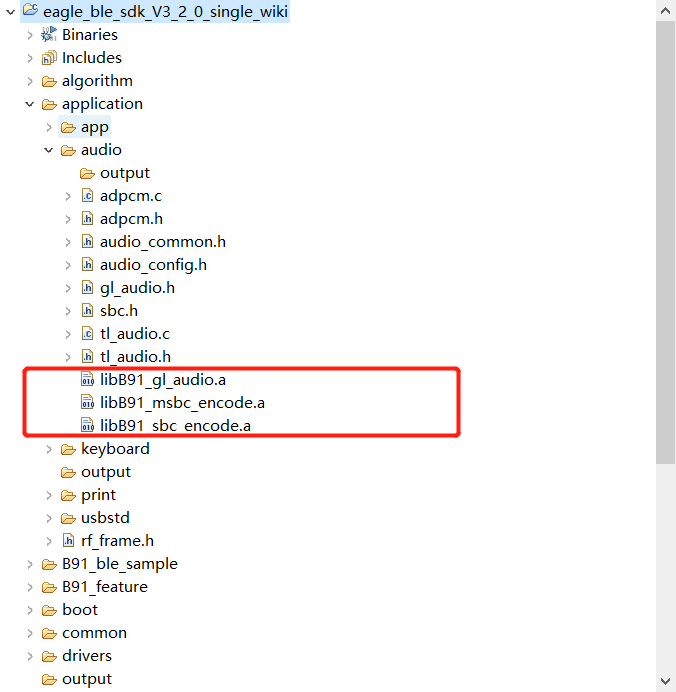 eagle_ble_sdk_V3_2_0_single_wiki
Binaries
Includes
algorithm
application
app
audio
output
adpcm.c
adpcm.h
audio_common.h
audio_config.h
gl_audio.h
sbc.h
tl_audio.c
tl_audio.h
libB91_gl_audio.a
libB91_msbc_encode.a
libB91_sbc_encode.a
keyboard
output
print
usbstd
rf_frame.h
B91_ble_sample
B91_feature
boot
common
drivers
output